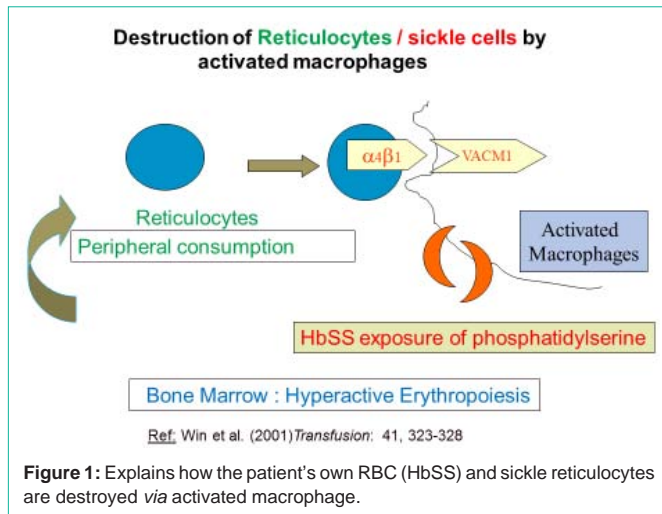 Destruction of Reticulocytes / sickle cells by
activated macrophages
α4β1
VACM1
Reticulocytes
Peripheral consumption
Activated
Macrophages
HbSS exposure of phosphatidylserine
Bone Marrow : Hyperactive Erythropoiesis
Ref: Win et al. (2001)Transfusion: 41, 323-328
Figure 1: Explains how the patient's own RBC (HbSS) and sickle reticulocytes
are destroyed via activated macrophage.